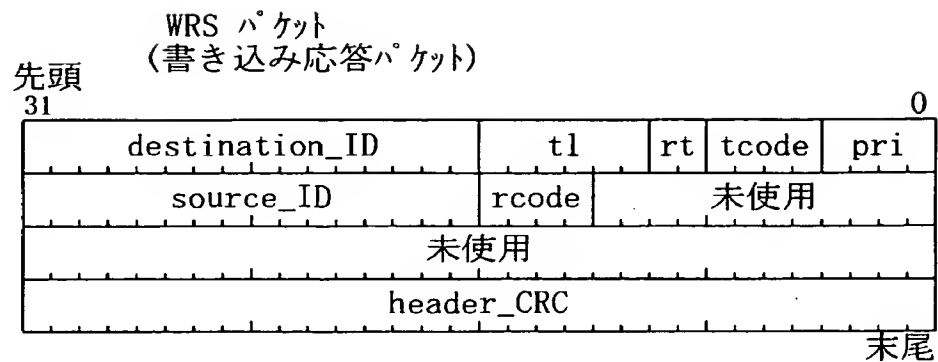 WRS パケット
(書き込み応答パケット)
先頭
31 0
destination_ID tl rt tcode pri
source_ID rcode 未使用
未使用
header_CRC
末尾